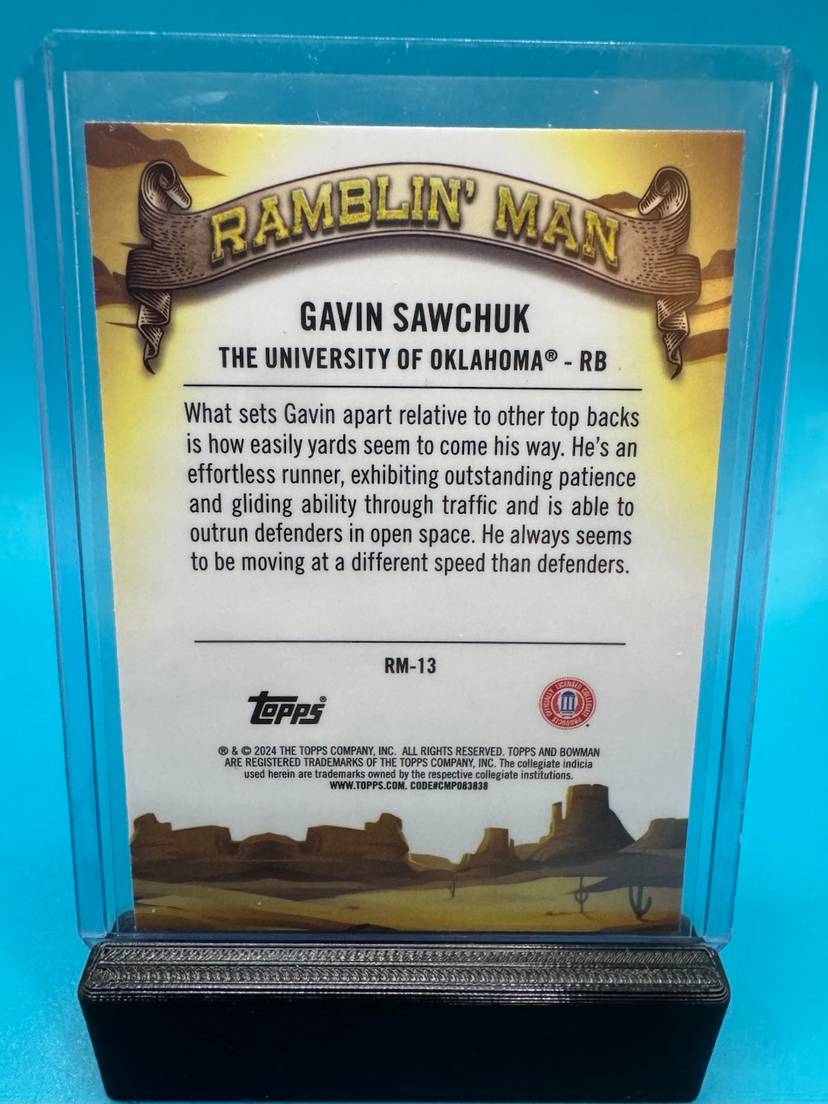 RAMBLIN' MAN
GAVIN SAWCHUK
THE UNIVERSITY OF OKLAHOMA® - RB
What sets Gavin apart relative to other top backs
is how easily yards seem to come his way. He's an
effortless runner, exhibiting outstanding patience
and gliding ability through traffic and is able to
outrun defenders in open space. He always seems
to be moving at a different speed than defenders.
RM-13
Topps®
OFFICIALLY LICENSED COLLEGIATE PRODUCTS
® & © 2024 THE TOPPS COMPANY, INC. ALL RIGHTS RESERVED. TOPPS AND BOWMAN
ARE REGISTERED TRADEMARKS OF THE TOPPS COMPANY, INC. The collegiate indicia
used herein are trademarks owned by the respective collegiate institutions.
WWW.TOPPS.COM. CODE#CMP083838